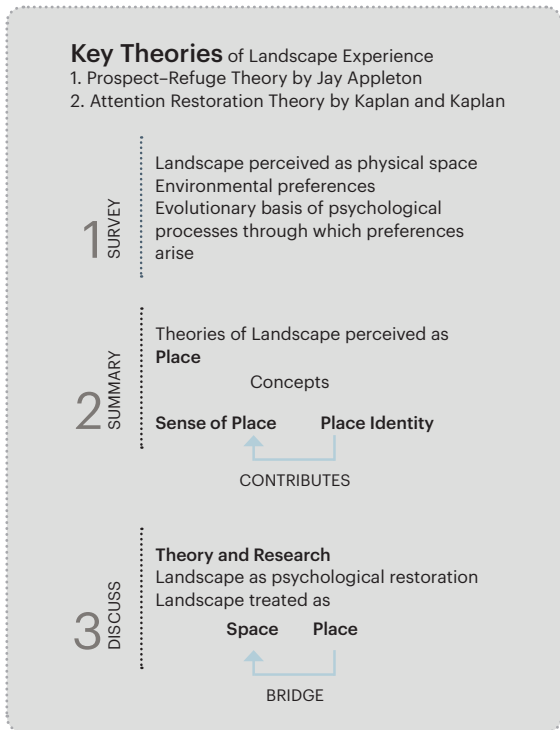 Key Theories of Landscape Experience
1. Prospect–Refuge Theory by Jay Appleton
2. Attention Restoration Theory by Kaplan and Kaplan
1 SURVEY
Landscape perceived as physical space
Environmental preferences
Evolutionary basis of psychological
processes through which preferences
arise
2 SUMMARY
Theories of Landscape perceived as
Place
Concepts
Sense of Place Place Identity
CONTRIBUTES
3 DISCUSS
Theory and Research
Landscape as psychological restoration
Landscape treated as
Space Place
BRIDGE